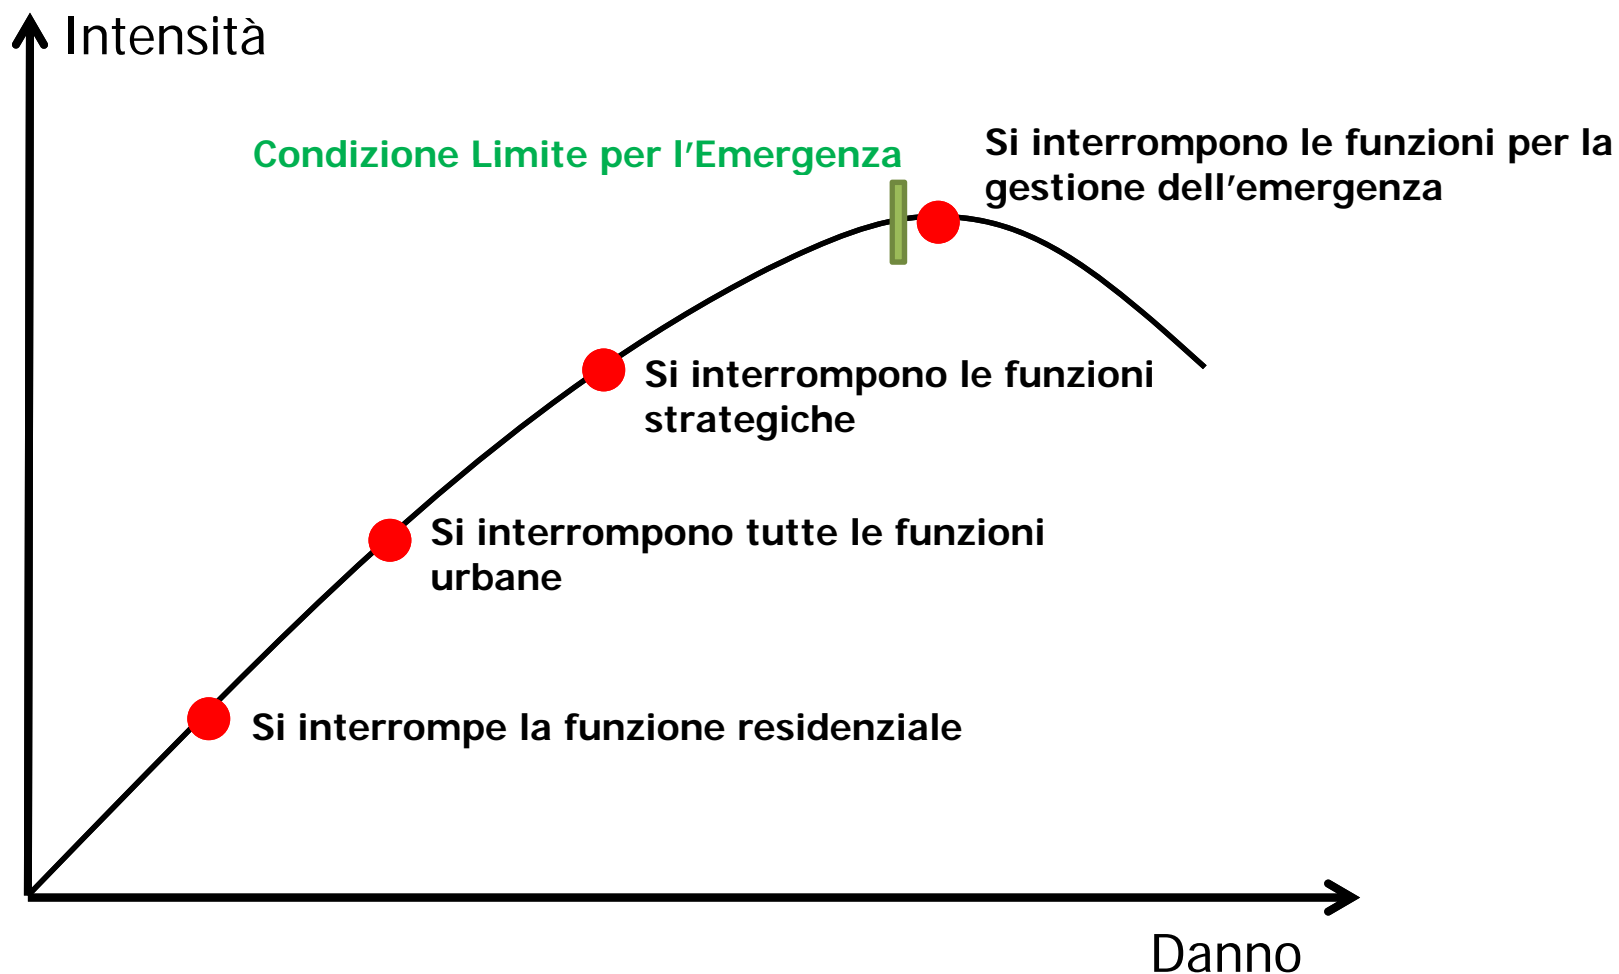 Intensità
Condizione Limite per l'Emergenza
Si interrompono le funzioni per la
gestione dell'emergenza
Si interrompono le funzioni
strategiche
Si interrompono tutte le funzioni
urbane
Si interrompe la funzione residenziale
Danno